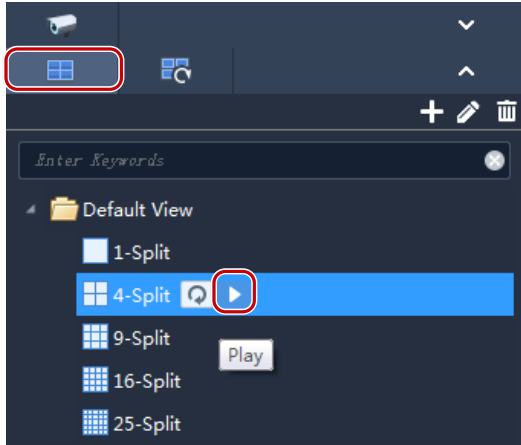 Enter Keywords
Default View
1-Split
4-Split
9-Split
Play
16-Split
25-Split